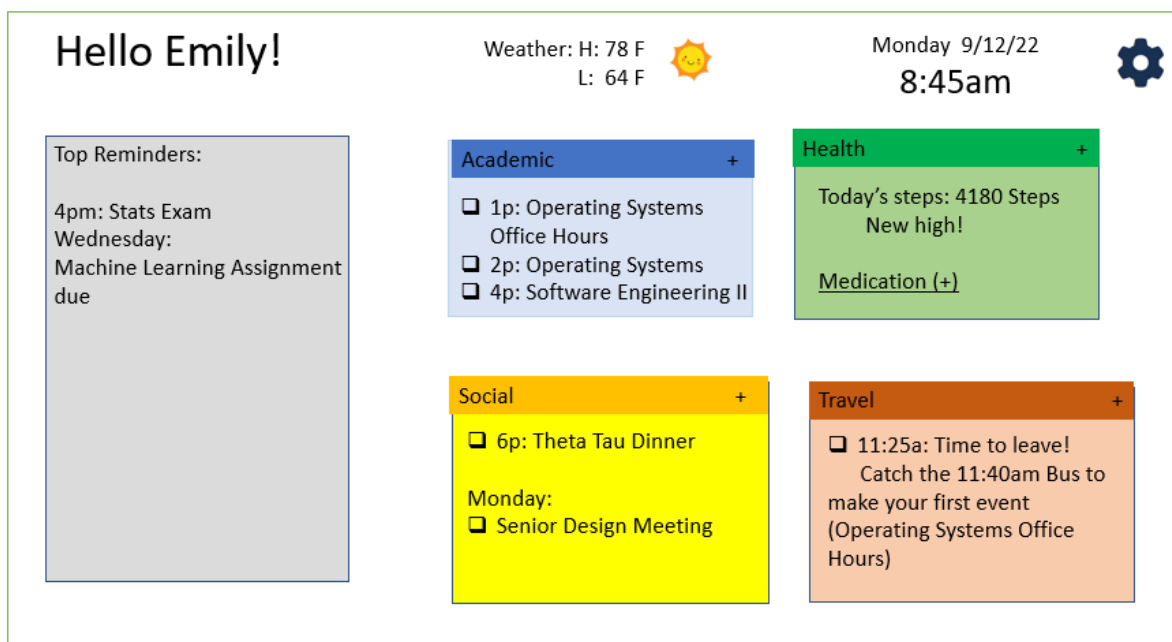 Hello Emily!
Weather: H: 78 F
L: 64 F
Monday 9/12/22
8:45am
Top Reminders:
4pm: Stats Exam
Wednesday:
Machine Learning Assignment
due
Academic +
1p: Operating Systems
Office Hours
2p: Operating Systems
4p: Software Engineering II
Health +
Today’s steps: 4180 Steps
New high!
Medication (+)
Social +
6p: Theta Tau Dinner
Monday:
Senior Design Meeting
Travel +
11:25a: Time to leave!
Catch the 11:40am Bus to
make your first event
(Operating Systems Office
Hours)